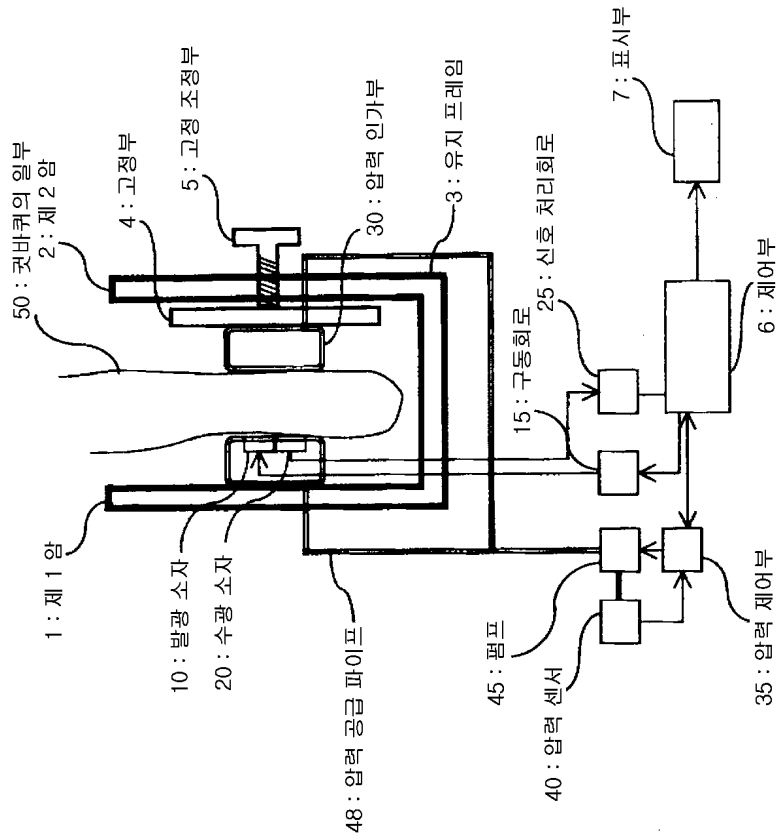 50 : 귓바퀴의 일부
2 : 제 2 암
4 : 고정부
5 : 고정 조정부
30 : 압력 인가부
3 : 유지 프레임
7 : 표시부
1 : 제 1 암
10 : 발광 소자
20 : 수광 소자
48 : 압력 공급 파이프
15 : 구동회로
25 : 신호 처리회로
6 : 제어부
45 : 펌프
40 : 압력 센서
35 : 압력 제어부